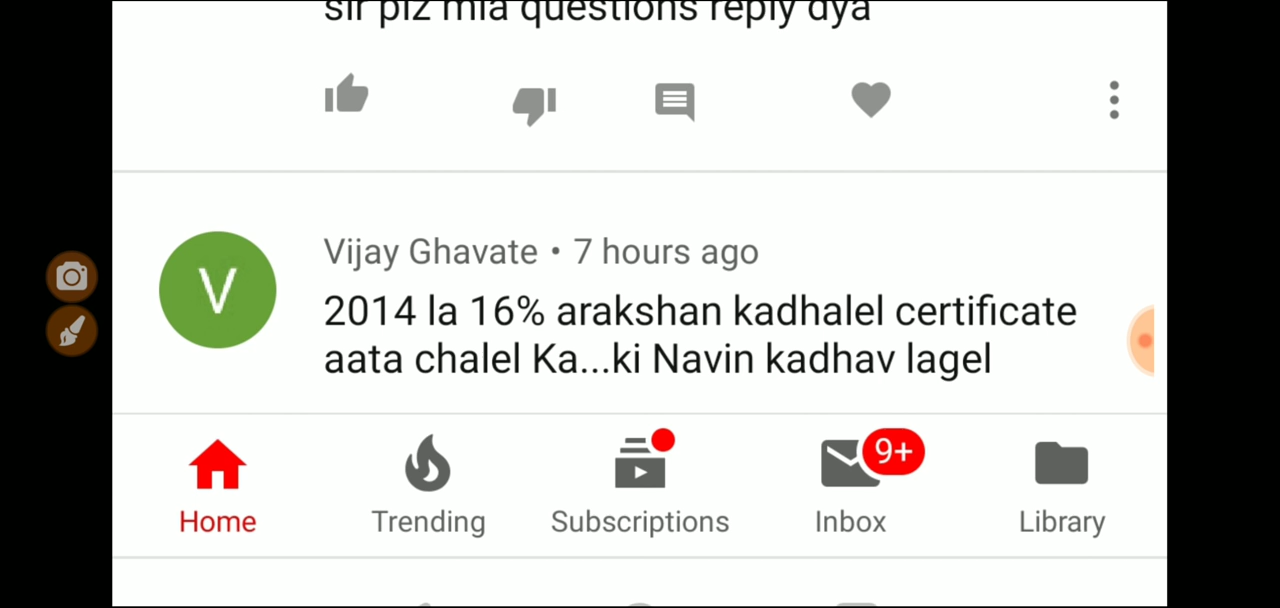 sir plz mla questions reply dya
V
Vijay Ghavate • 7 hours ago
2014 la 16% arakshan kadhalel certificate
aata chalel Ka...ki Navin kadhav lagel
9+
Home Trending Subscriptions Inbox Library